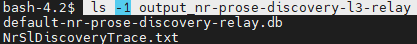 bash-4.2$ ls -1 output_nr-prose-discovery-l3-relay
default-nr-prose-discovery-relay.db
NrSlDiscoveryTrace.txt